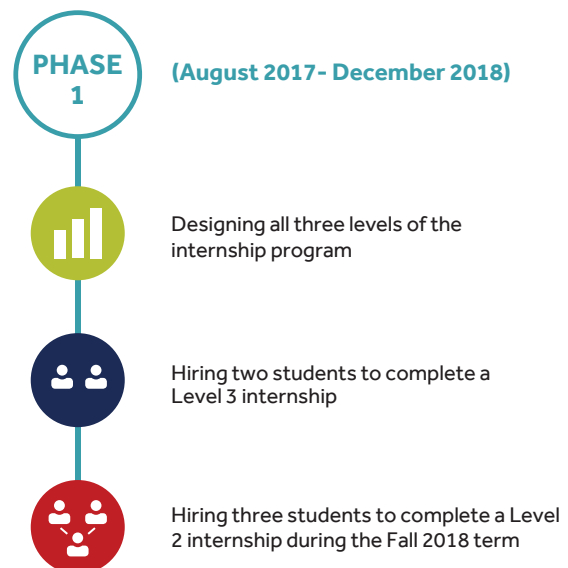 PHASE
1
(August 2017- December 2018)
Designing all three levels of the
internship program
Hiring two students to complete a
Level 3 internship
Hiring three students to complete a Level
2 internship during the Fall 2018 term